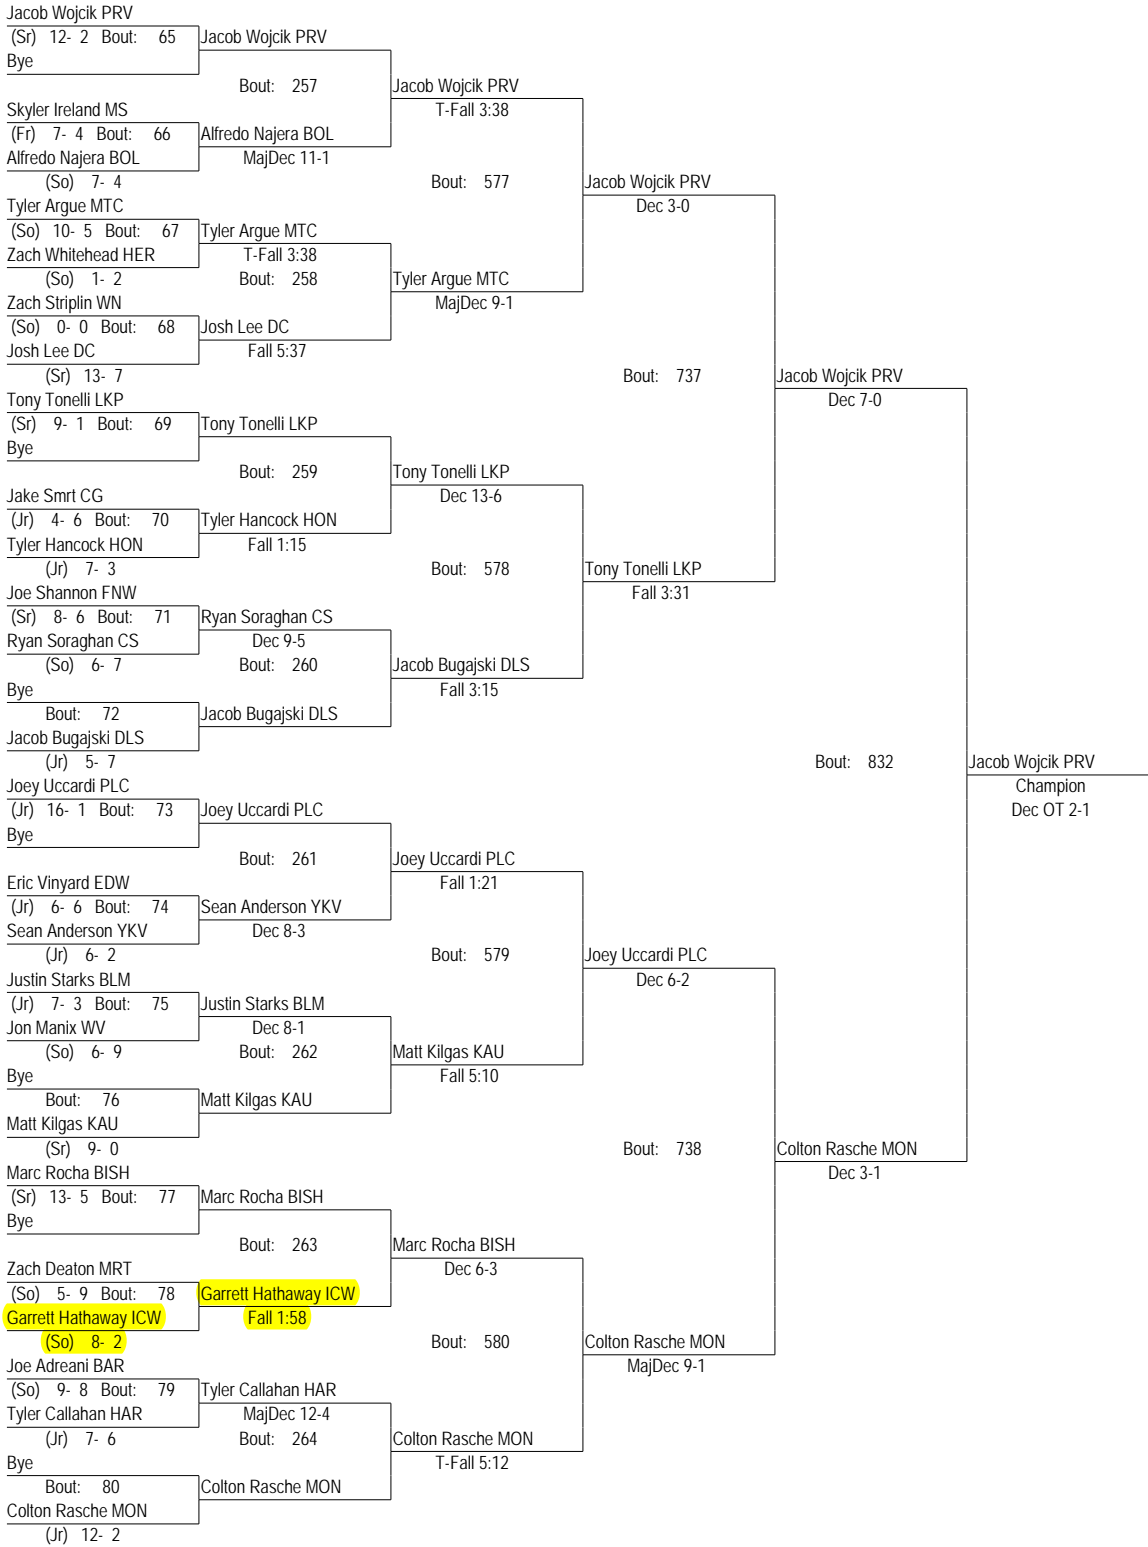 Jacob Wojcik PRV
(Sr) 12- 2 Bout: 65 Jacob Wojcik PRV
Bye
Bout: 257 Jacob Wojcik PRV
Skyler Ireland MS T-Fall 3:38
(Fr) 7- 4 Bout: 66 Alfredo Najera BOL
Alfredo Najera BOL MajDec 11-1
(So) 7- 4 Bout: 577 Jacob Wojcik PRV
Tyler Argue MTC Dec 3-0
(So) 10- 5 Bout: 67 Tyler Argue MTC
Zach Whitehead HER T-Fall 3:38
(So) 1- 2 Bout: 258 Tyler Argue MTC
Zach Striplin WN MajDec 9-1
(So) 0- 0 Bout: 68 Josh Lee DC
Josh Lee DC Fall 5:37
(Sr) 13- 7 Bout: 737 Jacob Wojcik PRV
Tony Tonelli LKP Dec 7-0
(Sr) 9- 1 Bout: 69 Tony Tonelli LKP
Bye
Bout: 259 Tony Tonelli LKP
Jake Smrt CG Dec 13-6
(Jr) 4- 6 Bout: 70 Tyler Hancock HON
Tyler Hancock HON Fall 1:15
(Jr) 7- 3 Bout: 578 Tony Tonelli LKP
Joe Shannon FNW Fall 3:31
(Sr) 8- 6 Bout: 71 Ryan Soraghan CS
Ryan Soraghan CS Dec 9-5
(So) 6- 7 Bout: 260 Jacob Bugajski DLS
Bye Fall 3:15
Bout: 72 Jacob Bugajski DLS
Jacob Bugajski DLS
(Jr) 5- 7 Bout: 832 Jacob Wojcik PRV
Joey Uccardi PLC Champion
(Jr) 16- 1 Bout: 73 Joey Uccardi PLC Dec OT 2-1
Bye
Bout: 261 Joey Uccardi PLC
Eric Vinyard EDW Fall 1:21
(Jr) 6- 6 Bout: 74 Sean Anderson YKV
Sean Anderson YKV Dec 8-3
(Jr) 6- 2 Bout: 579 Joey Uccardi PLC
Justin Starks BLM Dec 6-2
(Jr) 7- 3 Bout: 75 Justin Starks BLM
Jon Manix WV Dec 8-1
(So) 6- 9 Bout: 262 Matt Kilgas KAU
Bye Fall 5:10
Bout: 76 Matt Kilgas KAU
Matt Kilgas KAU
(Sr) 9- 0 Bout: 738 Colton Rasche MON
Marc Rocha BISH Dec 3-1
(Sr) 13- 5 Bout: 77 Marc Rocha BISH
Bye
Bout: 263 Marc Rocha BISH
Zach Deaton MRT Dec 6-3
(So) 5- 9 Bout: 78 Garrett Hathaway ICW
Garrett Hathaway ICW Fall 1:58
(So) 8- 2 Bout: 580 Colton Rasche MON
Joe Adreani BAR MajDec 9-1
(So) 9- 8 Bout: 79 Tyler Callahan HAR
Tyler Callahan HAR MajDec 12-4
(Jr) 7- 6 Bout: 264 Colton Rasche MON
Bye T-Fall 5:12
Bout: 80 Colton Rasche MON
Colton Rasche MON
(Jr) 12- 2